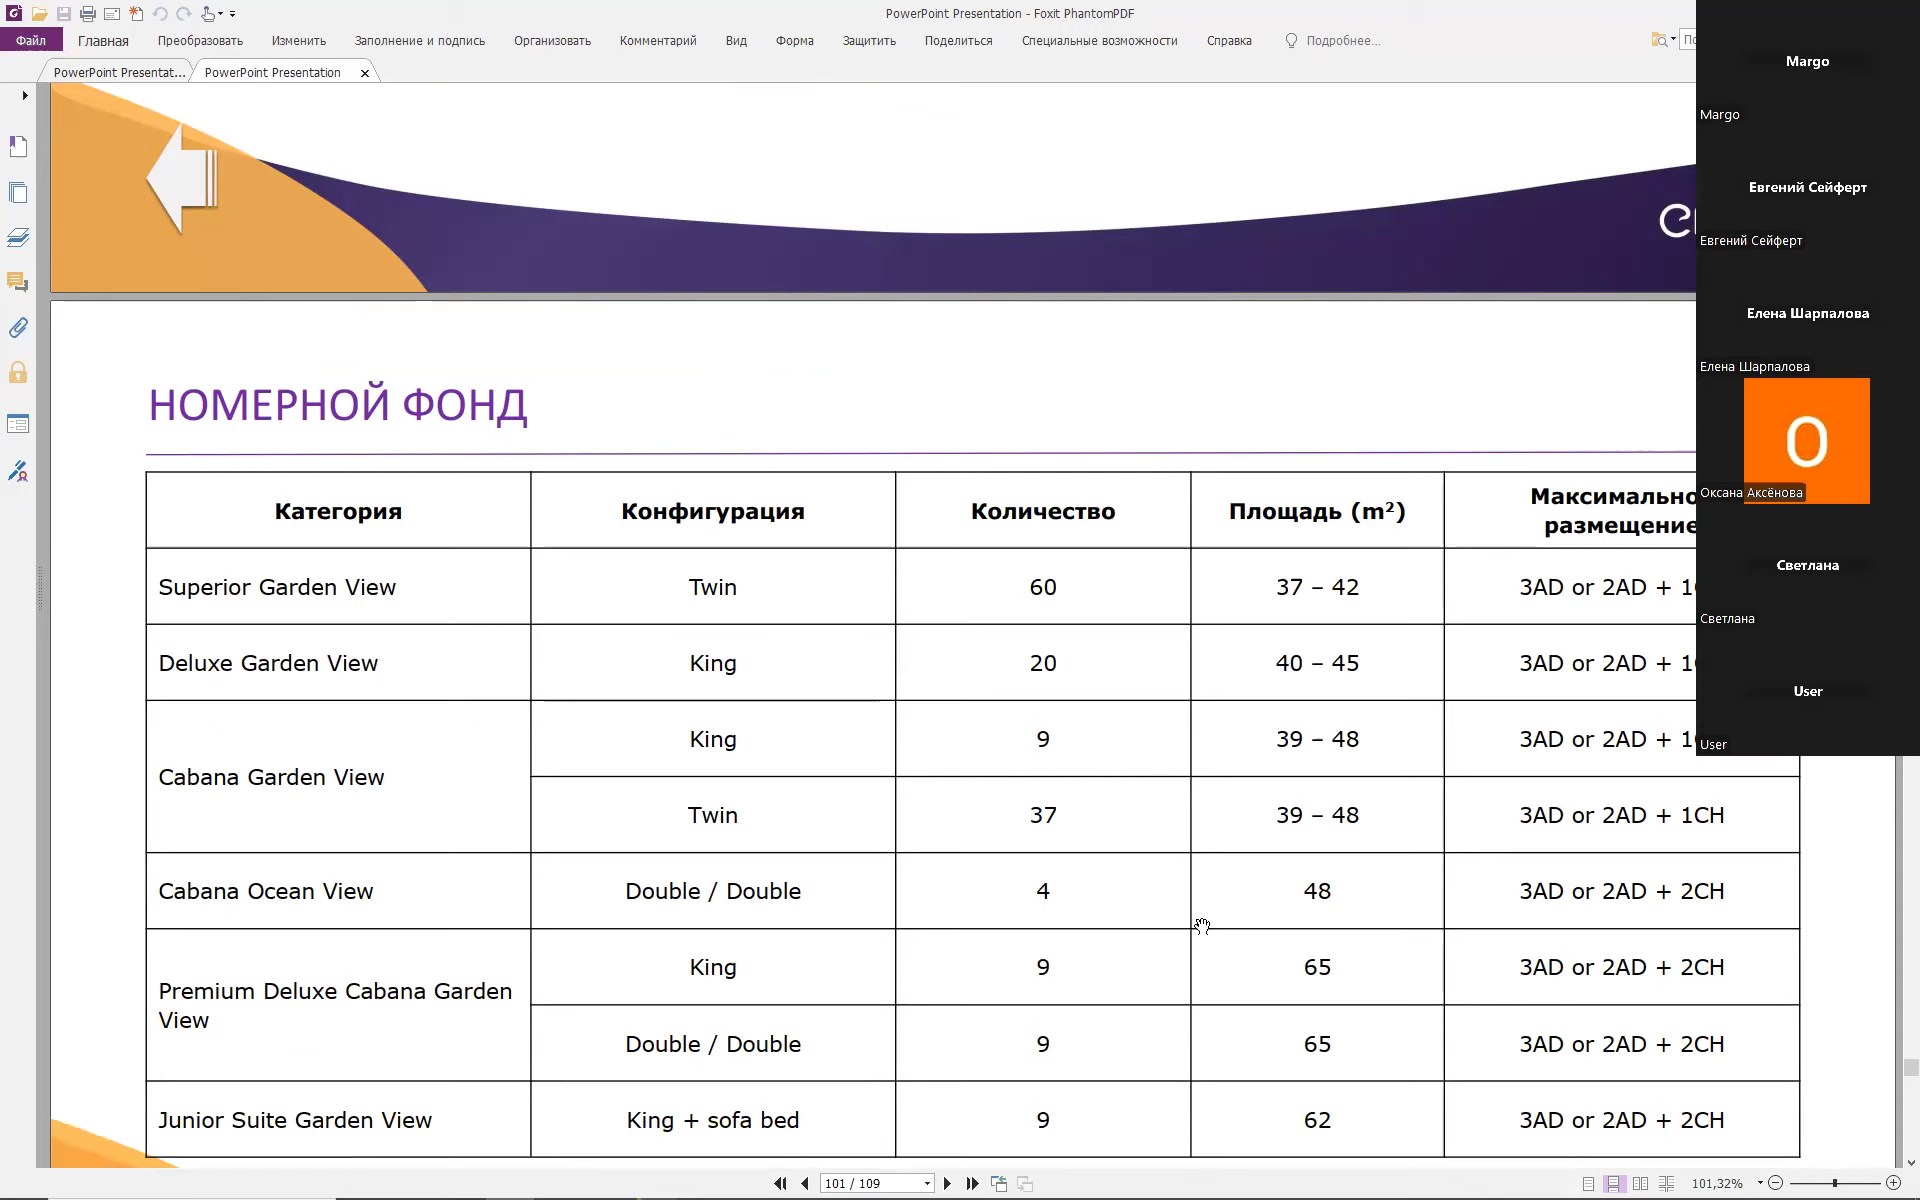 PowerPoint Presentation - Foxit PhantomPDF
Файл Главная Преобразовать Изменить Заполнение и подпись Организовать Комментарий Вид Форма Защитить Поделиться Специальные возможности Справка Подробнее...
PowerPoint Presentat... PowerPoint Presentation
НОМЕРНОЙ ФОНД
Категория Конфигурация Количество Площадь (m²) Максимально
размещение
Superior Garden View Twin 60 37 – 42 3AD or 2AD + 1
Deluxe Garden View King 20 40 – 45 3AD or 2AD + 1
Cabana Garden View King 9 39 – 48 3AD or 2AD + 1
Twin 37 39 – 48 3AD or 2AD + 1CH
Cabana Ocean View Double / Double 4 48 3AD or 2AD + 2CH
Premium Deluxe Cabana Garden
View
King 9 65 3AD or 2AD + 2CH
Double / Double 9 65 3AD or 2AD + 2CH
Junior Suite Garden View King + sofa bed 9 62 3AD or 2AD + 2CH
101 / 109
101,32%
Margo
Margo
Евгений Сейферт
Евгений Сейферт
Елена Шарпалова
Елена Шарпалова
O
Оксана Аксёнова
Светлана
Светлана
User
User